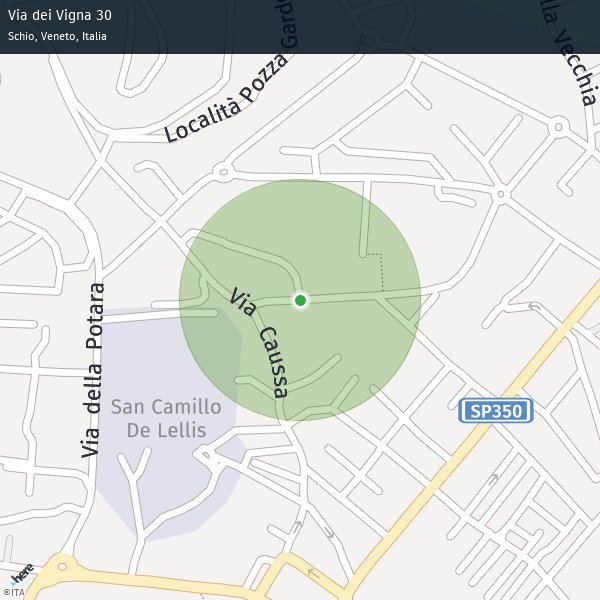 Via dei Vigna 30
Schio, Veneto, Italia
Località Pozza Gard
lla Vecchia
Via della Potara
Via Caussa
San Camillo
De Lellis
SP350
here
©ITA